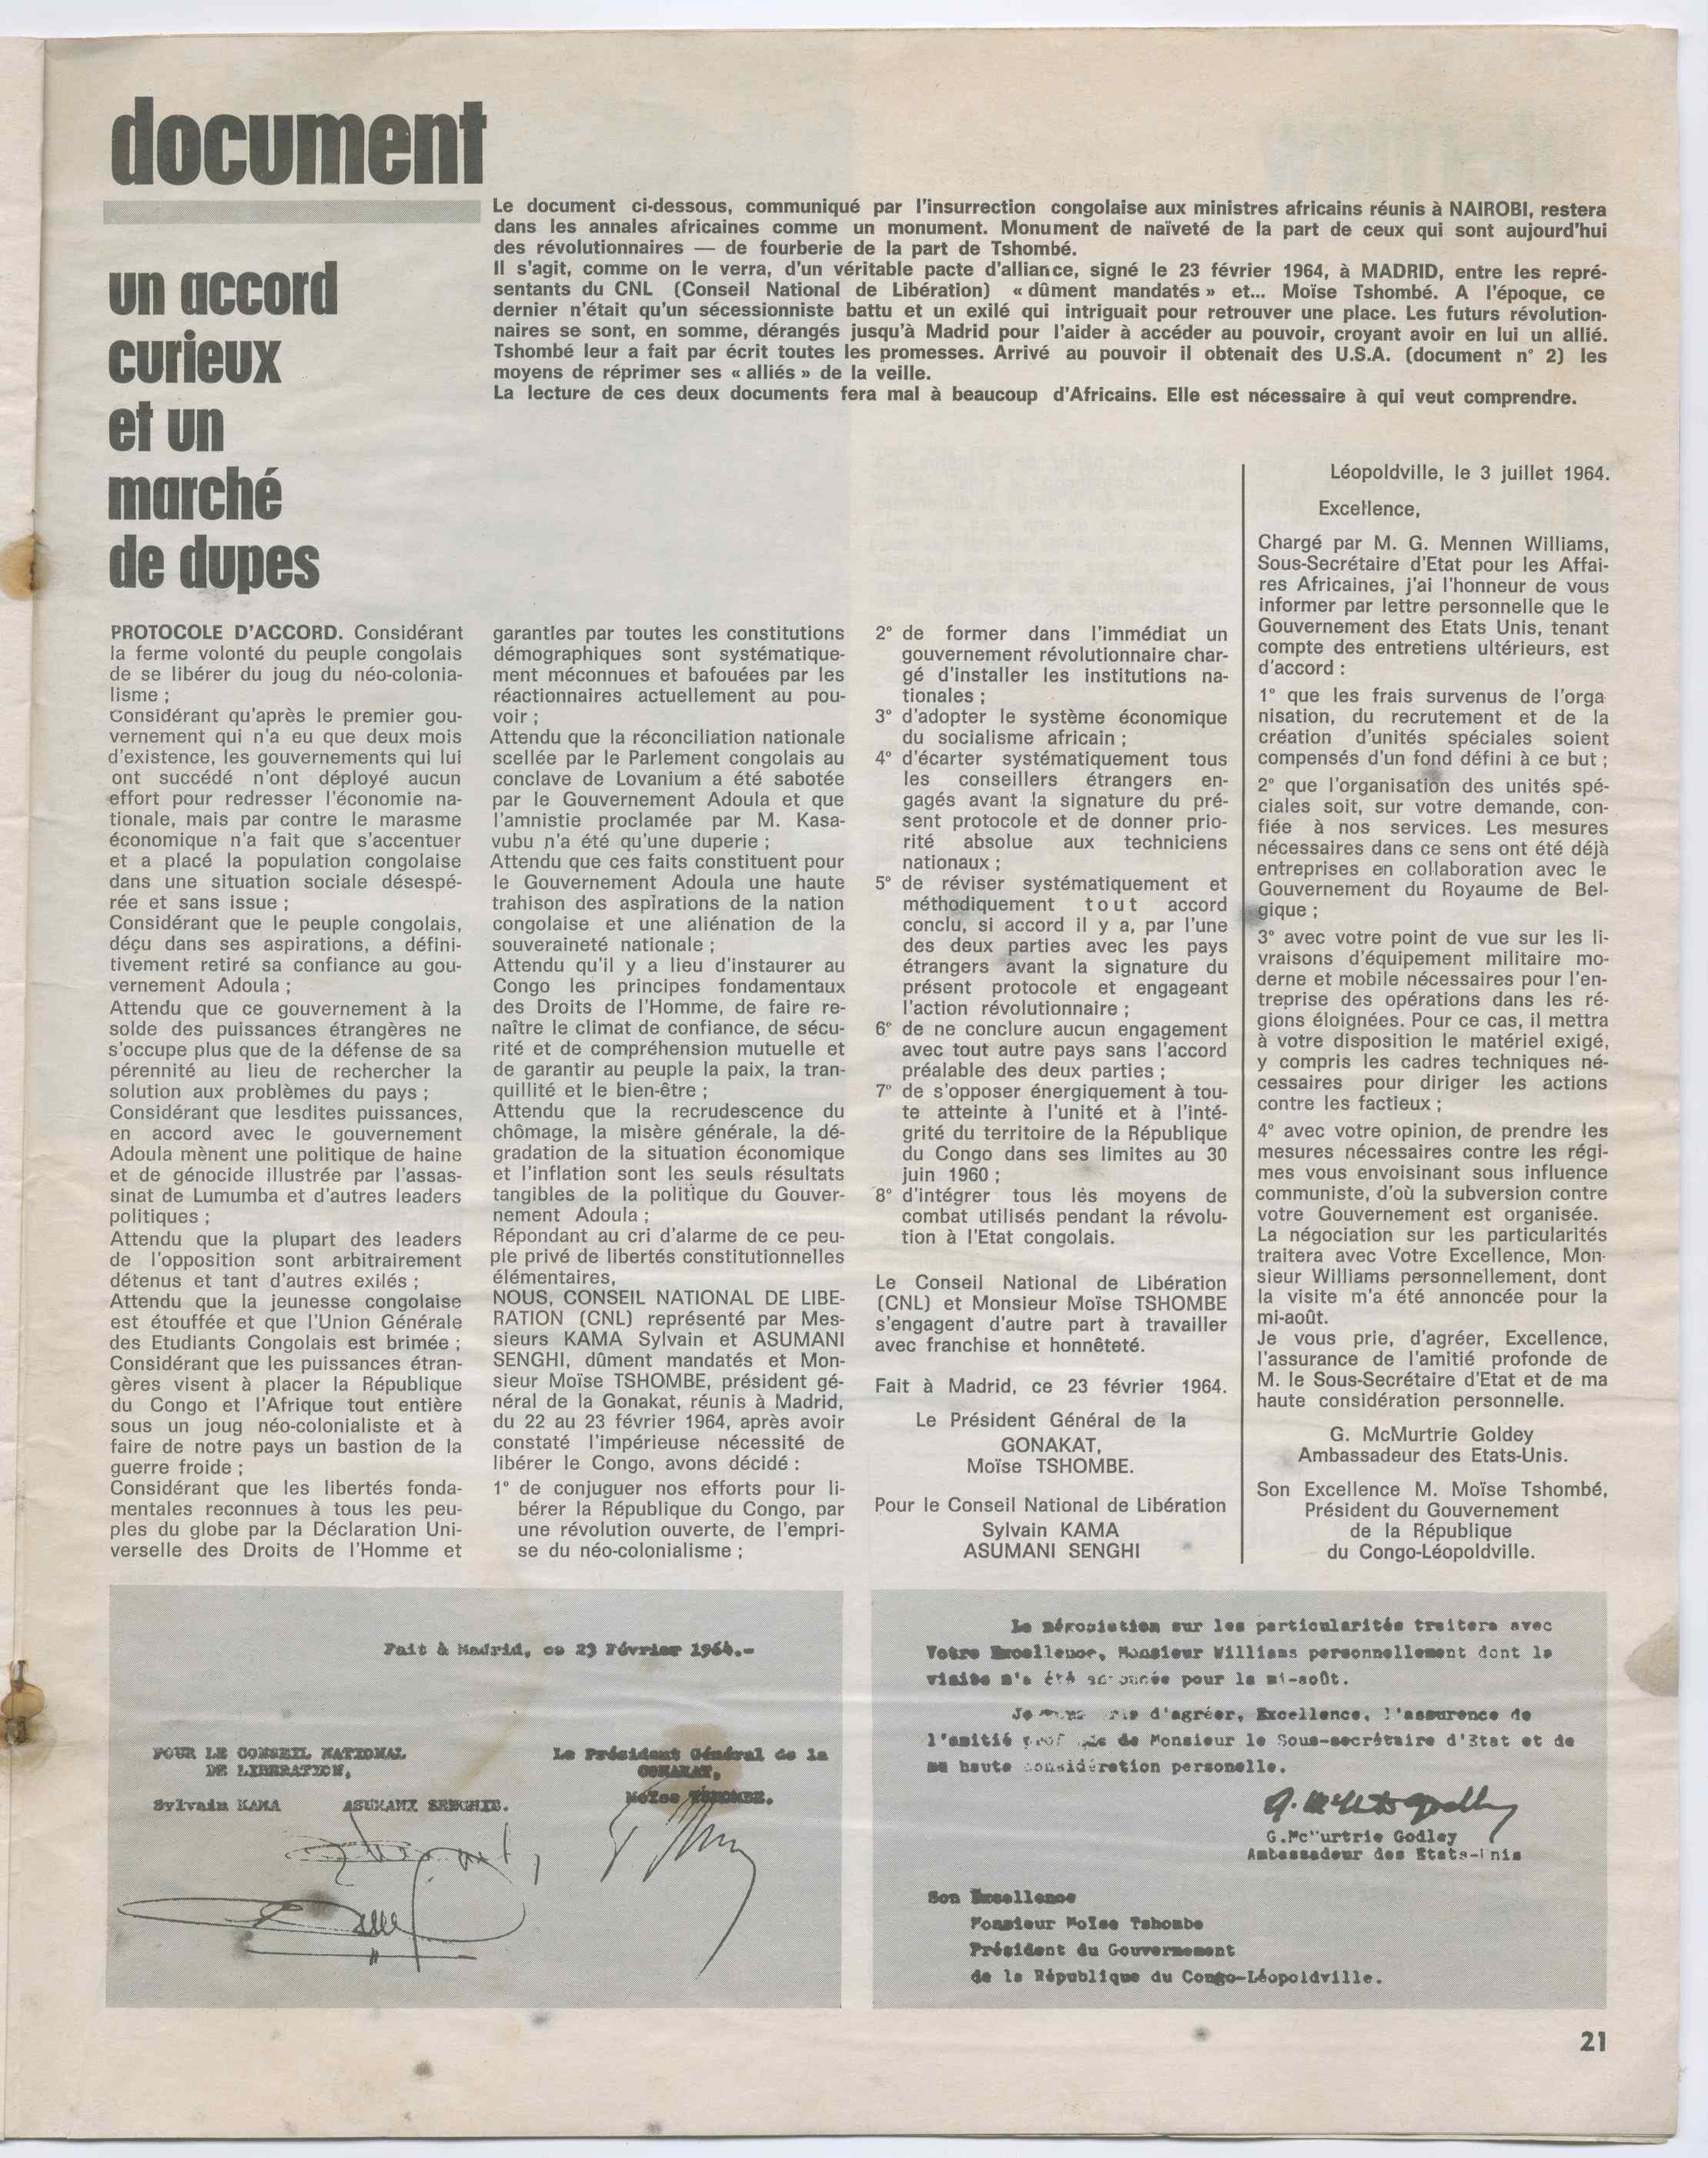 document
un accord
curieux
et un
marché
de dupes
Le document ci-dessous, communiqué par l'insurrection congolaise aux ministres africains réunis à NAIROBI, restera
dans les annales africaines comme un monument. Monument de naïveté de la part de ceux qui sont aujourd'hui
des révolutionnaires — de fourberie de la part de Tshombé.
Il s'agit, comme on le verra, d'un véritable pacte d'alliance, signé le 23 février 1964, à MADRID, entre les repré-
sentants du CNL (Conseil National de Libération) « dûment mandatés » et... Moïse Tshombé. A l'époque, ce
dernier n'était qu'un sécessionniste battu et un exilé qui intriguait pour retrouver une place. Les futurs révolution-
naires se sont, en somme, dérangés jusqu'à Madrid pour l'aider à accéder au pouvoir, croyant avoir en lui un allié.
Tshombé leur a fait par écrit toutes les promesses. Arrivé au pouvoir il obtenait des U.S.A. (document n° 2) les
moyens de réprimer ses « alliés » de la veille.
La lecture de ces deux documents fera mal à beaucoup d'Africains. Elle est nécessaire à qui veut comprendre.
PROTOCOLE D'ACCORD. Considérant
la ferme volonté du peuple congolais
de se libérer du joug du néo-colonia-
lisme ;
Considérant qu'après le premier gou-
vernement qui n'a eu que deux mois
d'existence, les gouvernements qui lui
ont succédé n'ont déployé aucun
effort pour redresser l'économie na-
tionale, mais par contre le marasme
économique n'a fait que s'accentuer
et a placé la population congolaise
dans une situation sociale désespé-
rée et sans issue ;
Considérant que le peuple congolais,
déçu dans ses aspirations, a défini-
tivement retiré sa confiance au gou-
vernement Adoula ;
Attendu que ce gouvernement à la
solde des puissances étrangères ne
s'occupe plus que de la défense de sa
pérennité au lieu de rechercher la
solution aux problèmes du pays ;
Considérant que lesdites puissances,
en accord avec le gouvernement
Adoula mènent une politique de haine
et de génocide illustrée par l'assas-
sinat de Lumumba et d'autres leaders
politiques ;
Attendu que la plupart des leaders
de l'opposition sont arbitrairement
détenus et tant d'autres exilés ;
Attendu que la jeunesse congolaise
est étouffée et que l'Union Générale
des Etudiants Congolais est brimée ;
Considérant que les puissances étran-
gères visent à placer la République
du Congo et l'Afrique tout entière
sous un joug néo-colonialiste et à
faire de notre pays un bastion de la
guerre froide ;
Considérant que les libertés fonda-
mentales reconnues à tous les peu-
ples du globe par la Déclaration Uni-
verselle des Droits de l'Homme et
garanties par toutes les constitutions
démographiques sont systématique-
ment méconnues et bafouées par les
réactionnaires actuellement au pou-
voir ;
Attendu que la réconciliation nationale
scellée par le Parlement congolais au
conclave de Lovanium a été sabotée
par le Gouvernement Adoula et que
l'amnistie proclamée par M. Kasa-
vubu n'a été qu'une duperie ;
Attendu que ces faits constituent pour
le Gouvernement Adoula une haute
trahison des aspirations de la nation
congolaise et une aliénation de la
souveraineté nationale ;
Attendu qu'il y a lieu d'instaurer au
Congo les principes fondamentaux
des Droits de l'Homme, de faire re-
naître le climat de confiance, de sécu-
rité et de compréhension mutuelle et
de garantir au peuple la paix, la tran-
quillité et le bien-être ;
Attendu que la recrudescence du
chômage, la misère générale, la dé-
gradation de la situation économique
et l'inflation sont les seuls résultats
tangibles de la politique du Gouver-
nement Adoula ;
Répondant au cri d'alarme de ce peu-
ple privé de libertés constitutionnelles
élémentaires,
NOUS, CONSEIL NATIONAL DE LIBE-
RATION (CNL) représenté par Mes-
sieurs KAMA Sylvain et ASUMANI
SENGHI, dûment mandatés et Mon-
sieur Moïse TSHOMBE, président gé-
néral de la Gonakat, réunis à Madrid,
du 22 au 23 février 1964, après avoir
constaté l'impérieuse nécessité de
libérer le Congo, avons décidé :
1° de conjuguer nos efforts pour li-
bérer la République du Congo, par
une révolution ouverte, de l'empri-
se du néo-colonialisme ;
2° de former dans l'immédiat un
gouvernement révolutionnaire char-
gé d'installer les institutions na-
tionales ;
3° d'adopter le système économique
du socialisme africain ;
4° d'écarter systématiquement tous
les conseillers étrangers en-
gagés avant la signature du pré-
sent protocole et de donner prio-
rité absolue aux techniciens
nationaux ;
5° de réviser systématiquement et
méthodiquement tout accord
conclu, si accord il y a, par l'une
des deux parties avec les pays
étrangers avant la signature du
présent protocole et engageant
l'action révolutionnaire ;
6° de ne conclure aucun engagement
avec tout autre pays sans l'accord
préalable des deux parties ;
7° de s'opposer énergiquement à tou-
te atteinte à l'unité et à l'inté-
grité du territoire de la République
du Congo dans ses limites au 30
juin 1960 ;
8° d'intégrer tous les moyens de
combat utilisés pendant la révolu-
tion à l'Etat congolais.
Le Conseil National de Libération
(CNL) et Monsieur Moïse TSHOMBE
s'engagent d'autre part à travailler
avec franchise et honnêteté.
Fait à Madrid, ce 23 février 1964.
Le Président Général de la
GONAKAT,
Moïse TSHOMBE.
Pour le Conseil National de Libération
Sylvain KAMA
ASUMANI SENGHI
Léopoldville, le 3 juillet 1964.
Excellence,
Chargé par M. G. Mennen Williams,
Sous-Secrétaire d'Etat pour les Affai-
res Africaines, j'ai l'honneur de vous
informer par lettre personnelle que le
Gouvernement des Etats Unis, tenant
compte des entretiens ultérieurs, est
d'accord :
1° que les frais survenus de l'orga
nisation, du recrutement et de la
création d'unités spéciales soient
compensés d'un fond défini à ce but ;
2° que l'organisation des unités spé-
ciales soit, sur votre demande, con-
fiée à nos services. Les mesures
nécessaires dans ce sens ont été déjà
entreprises en collaboration avec le
Gouvernement du Royaume de Bel-
gique ;
3° avec votre point de vue sur les li-
vraisons d'équipement militaire mo-
derne et mobile nécessaires pour l'en-
treprise des opérations dans les ré-
gions éloignées. Pour ce cas, il mettra
à votre disposition le matériel exigé,
y compris les cadres techniques né-
cessaires pour diriger les actions
contre les factieux ;
4° avec votre opinion, de prendre les
mesures nécessaires contre les régi-
mes vous envoisinant sous influence
communiste, d'où la subversion contre
votre Gouvernement est organisée.
La négociation sur les particularités
traitera avec Votre Excellence, Mon-
sieur Williams personnellement, dont
la visite m'a été annoncée pour la
mi-août.
Je vous prie, d'agréer, Excellence,
l'assurance de l'amitié profonde de
M. le Sous-Secrétaire d'Etat et de ma
haute considération personnelle.
G. McMurtrie Goldey
Ambassadeur des Etats-Unis.
Son Excellence M. Moïse Tshombé,
Président du Gouvernement
de la République
du Congo-Léopoldville.
Fait à Madrid, ce 23 Février 1964.-
POUR LE CONSEIL NATIONAL
DE LIBERATION,
Sylvain KAMA ASUMANI SENGHIE.
Le Président Général de la
GONAKAT,
Moïse TSHOMBE.
La négociation sur les particularités traitera avec
Votre Excellence, Monsieur Williams personnellement dont la
visite m'a été annoncée pour la mi-août.
Je vous prie d'agréer, Excellence, l'assurence de
l'amitié profonde de Monsieur le Sous-secrétaire d'Etat et de
ma haute considération personelle.
G.McMurtrie Godley
Ambassadeur des Etats-Unis
Son Excellence
Monsieur Moïse Tshombe
Président du Gouvernement
de la République du Congo-Léopoldville.
21